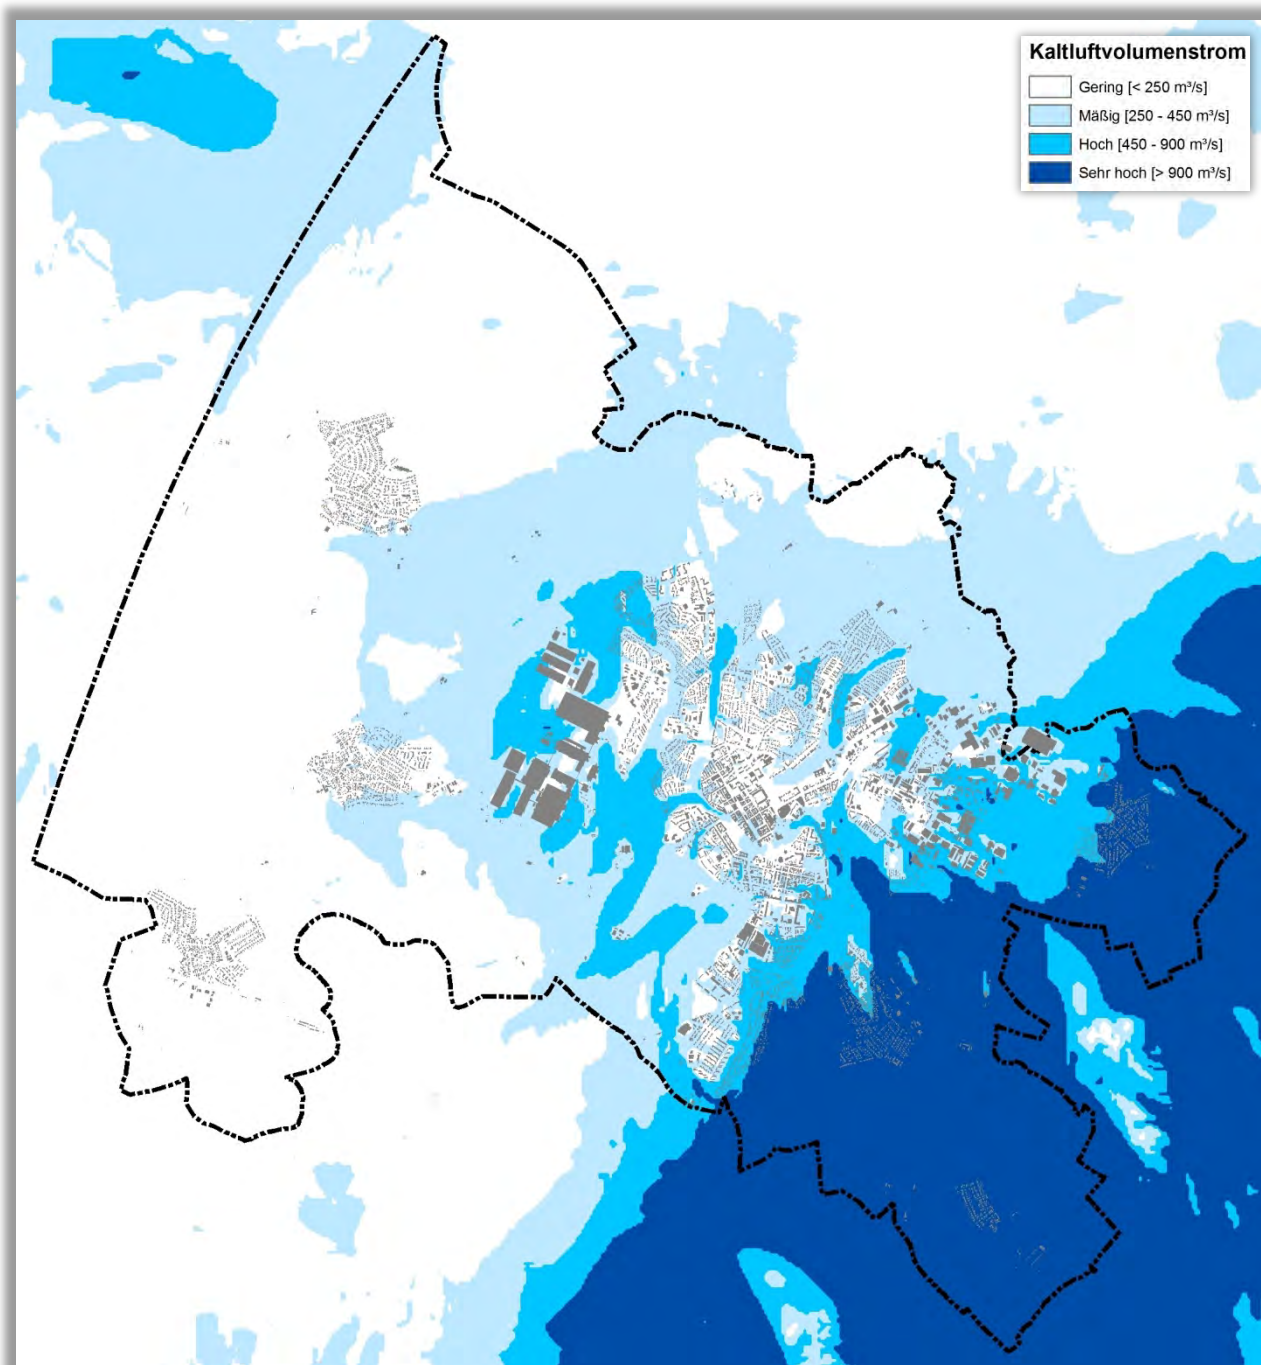 Kaltluftvolumenstrom
Gering [< 250 m³/s]
Mäßig [250 - 450 m³/s]
Hoch [450 - 900 m³/s]
Sehr hoch [> 900 m³/s]